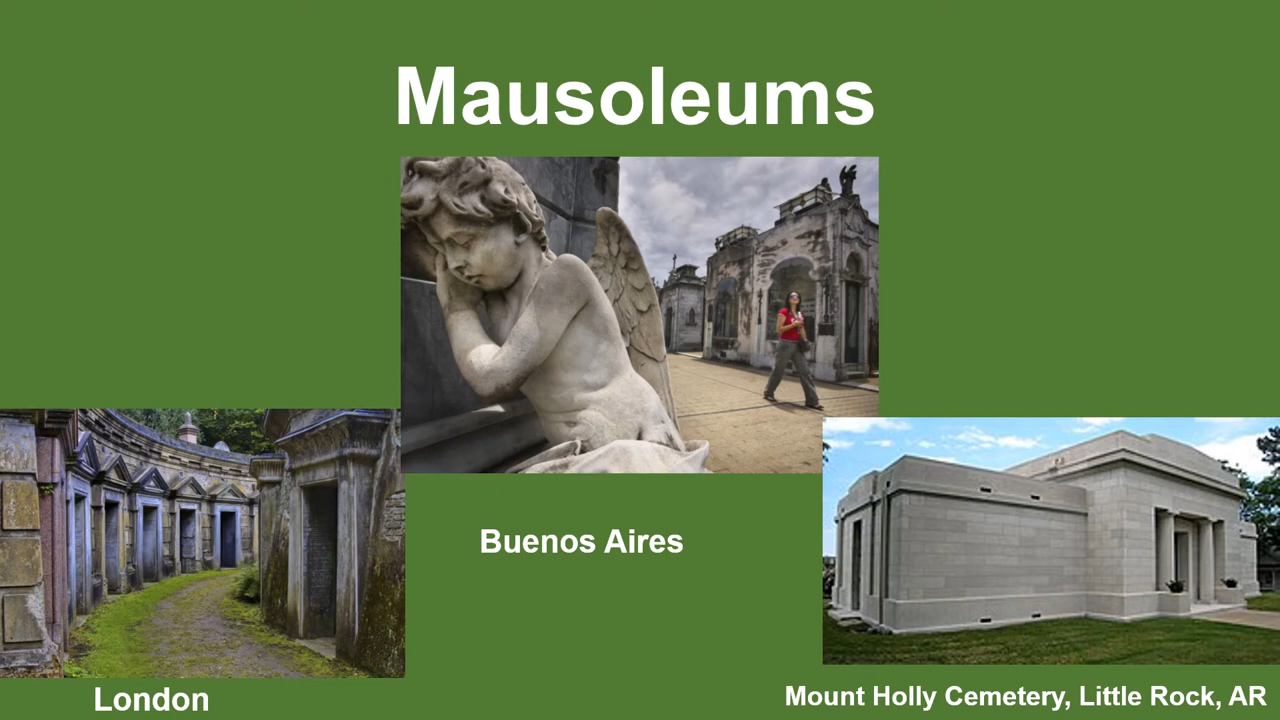 Mausoleums
Buenos Aires
London
Mount Holly Cemetery, Little Rock, AR